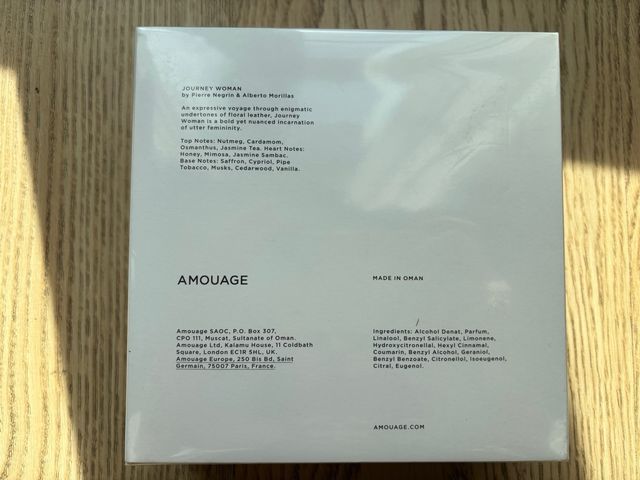 JOURNEY WOMAN
by Pierre Negrin & Alberto Morillas
An expressive voyage through enigmatic
undertones of floral leather, Journey
Woman is a bold yet nuanced incarnation
of utter femininity.
Top Notes: Nutmeg, Cardamom,
Osmanthus, Jasmine Tea. Heart Notes:
Honey, Mimosa, Jasmine Sambac.
Base Notes: Saffron, Cypriol, Pipe
Tobacco, Musks, Cedarwood, Vanilla.
AMOUAGE
MADE IN OMAN
Amouage SAOC, P.O. Box 307,
CPO 111, Muscat, Sultanate of Oman.
Amouage Ltd, Kalamu House, 11 Coldbath
Square, London EC1R 5HL, UK.
Amouage Europe, 250 Bis Bd, Saint
Germain, 75007 Paris, France.
Ingredients: Alcohol Denat, Parfum,
Linalool, Benzyl Salicylate, Limonene,
Hydroxycitronellal, Hexyl Cinnamal,
Coumarin, Benzyl Alcohol, Geraniol,
Benzyl Benzoate, Citronellol, Isoeugenol,
Citral, Eugenol.
AMOUAGE.COM